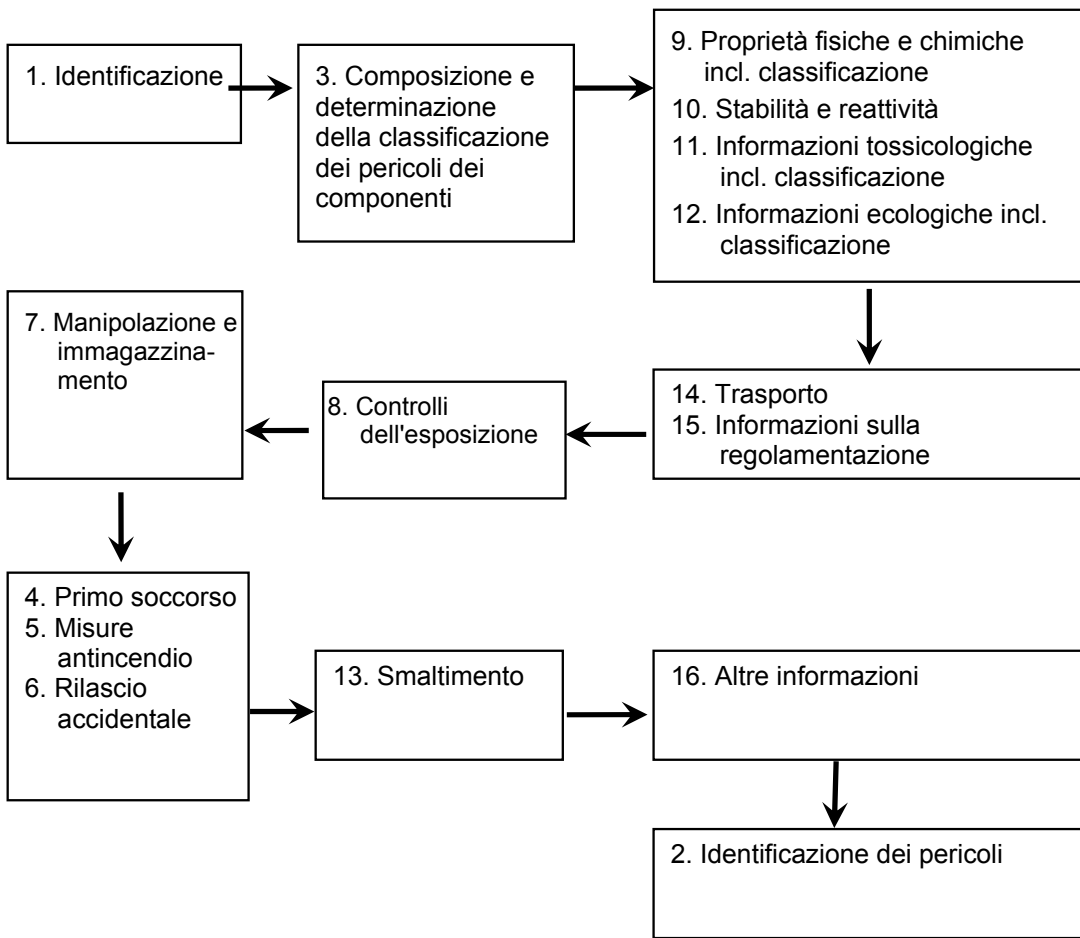 1. Identificazione
3. Composizione e
determinazione
della classificazione
dei pericoli dei
componenti
9. Proprietà fisiche e chimiche
incl. classificazione
10. Stabilità e reattività
11. Informazioni tossicologiche
incl. classificazione
12. Informazioni ecologiche incl.
classificazione
14. Trasporto
15. Informazioni sulla
regolamentazione
8. Controlli
dell'esposizione
7. Manipolazione e
immagazzina-
mento
4. Primo soccorso
5. Misure
antincendio
6. Rilascio
accidentale
13. Smaltimento
16. Altre informazioni
2. Identificazione dei pericoli